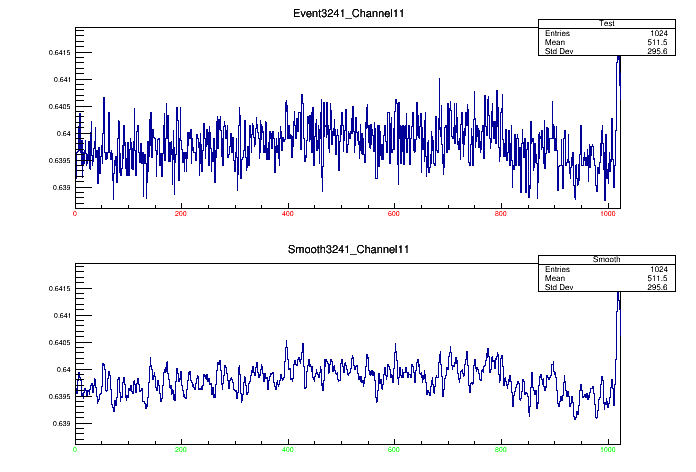 Event3241_Channel11
Test
Entries 1024
Mean 511.5
Std Dev 295.6
0.6415
0.641
0.6405
0.64
0.6395
0.639
0 200 400 600 800 1000
Smooth3241_Channel11
Smooth
Entries 1024
Mean 511.5
Std Dev 295.6
0.6415
0.641
0.6405
0.64
0.6395
0.639
0 200 400 600 800 1000